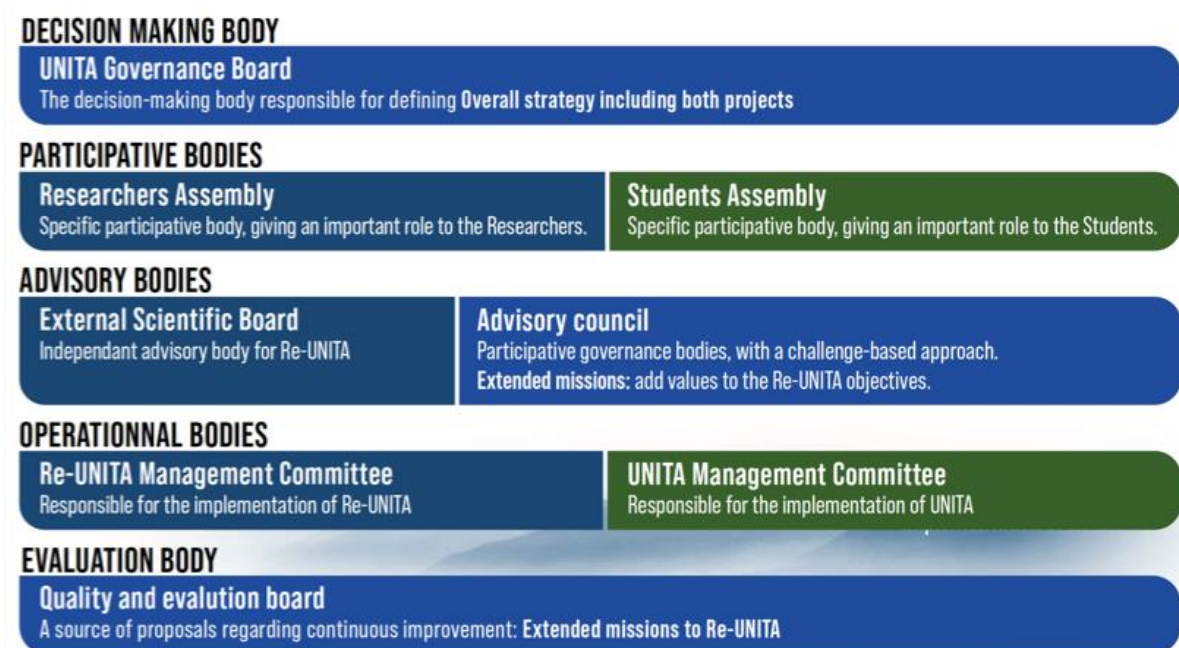 DECISION MAKING BODY
UNITA Governance Board
The decision-making body responsible for defining Overall strategy including both projects
PARTICIPATIVE BODIES
Researchers Assembly
Specific participative body, giving an important role to the Researchers.
Students Assembly
Specific participative body, giving an important role to the Students.
ADVISORY BODIES
External Scientific Board
Independant advisory body for Re-UNITA
Advisory council
Participative governance bodies, with a challenge-based approach.
Extended missions: add values to the Re-UNITA objectives.
OPERATIONNAL BODIES
Re-UNITA Management Committee
Responsible for the implementation of Re-UNITA
UNITA Management Committee
Responsible for the implementation of UNITA
EVALUATION BODY
Quality and evalution board
A source of proposals regarding continuous improvement: Extended missions to Re-UNITA